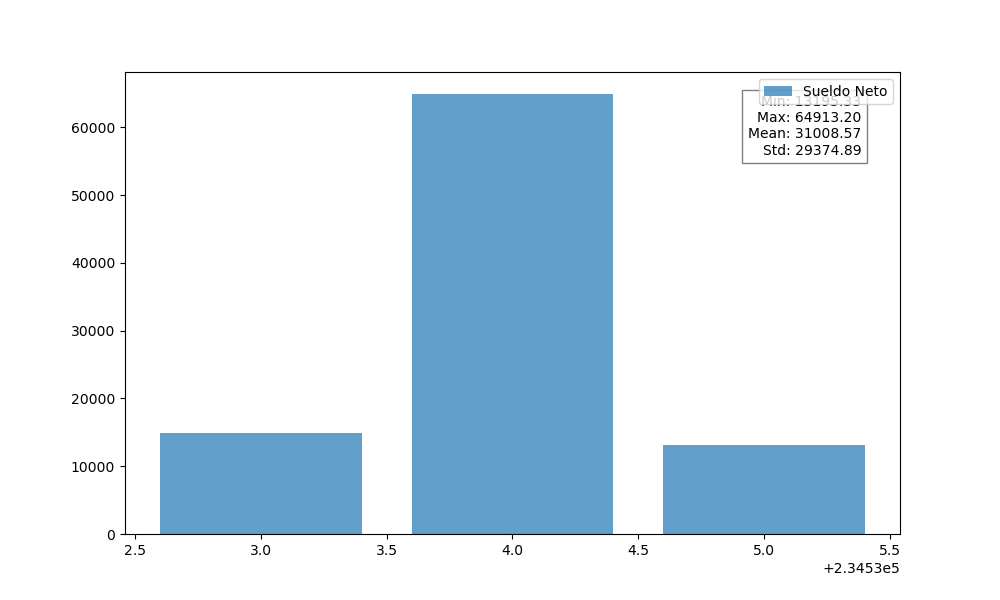 Sueldo Neto
Min: 13195.33
Max: 64913.20
Mean: 31008.57
Std: 29374.89
60000
50000
40000
30000
20000
10000
0
2.5 3.0 3.5 4.0 4.5 5.0 5.5
+2.3453e5